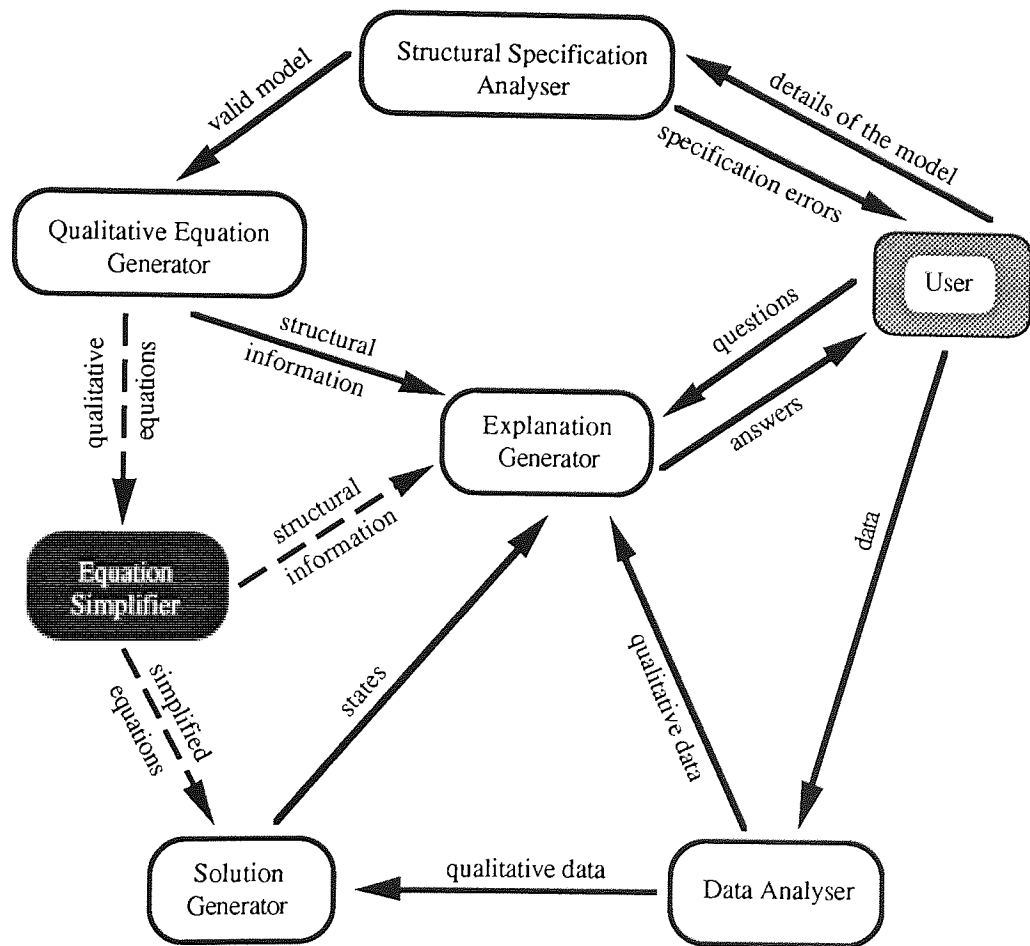 Structural Specification
Analyser
valid model
details of the model
specification errors
Qualitative Equation
Generator
User
structural
information
questions
qualitative
equations
Explanation
Generator
answers
structural
information
data
Equation
Simplifier
simplified
equations
states
qualitative data
Solution
Generator
qualitative data
Data Analyser